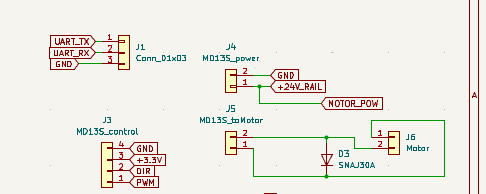 UART_TX 1
UART_RX 2
GND 3
J1
Conn_01x03
J4
MD13S_power
2 GND
1 +24V_RAIL
NOTOR_POW
A
J3
MD13S_control
4 GND
3 +3.3V
2 DIR
1 PWM
J5
MD13S_toMotor
2
1
D3
SNAJ30A
1
2
J6
Motor